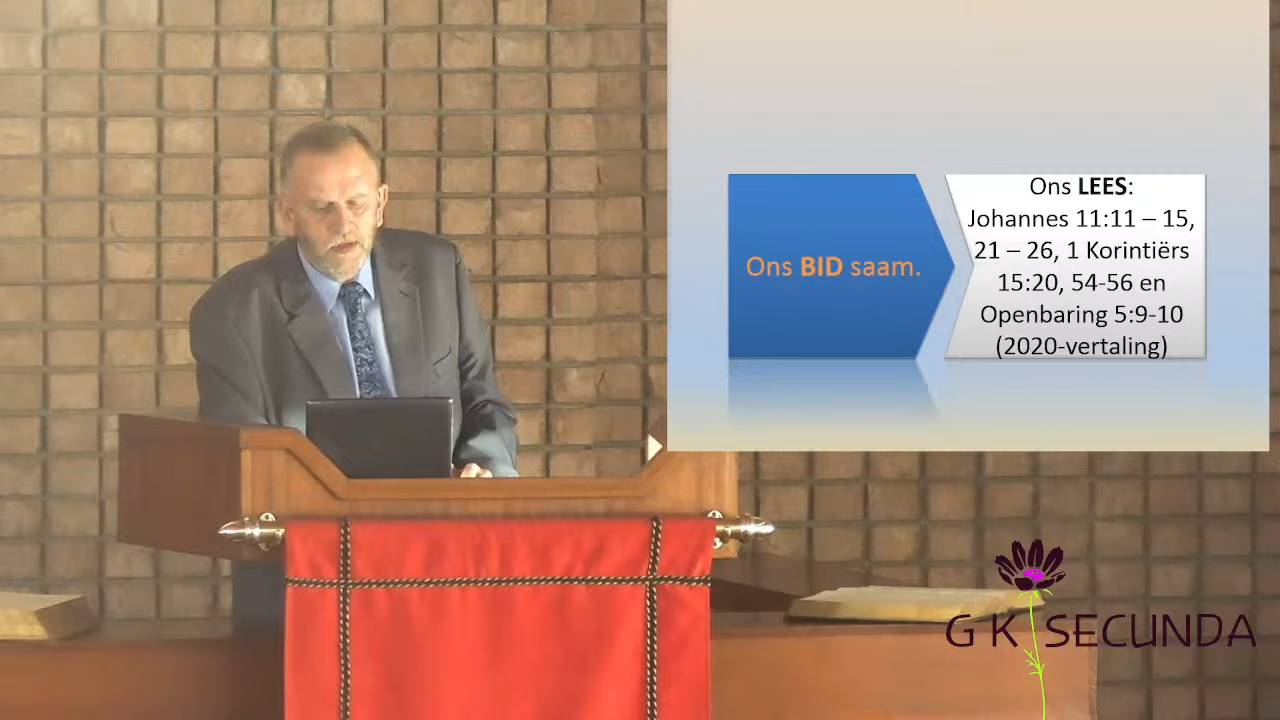 Ons BID saam.
Ons LEES:
Johannes 11:11 – 15,
21 – 26, 1 Korintiërs
15:20, 54-56 en
Openbaring 5:9-10
(2020-vertaling)
GK SECUNDA